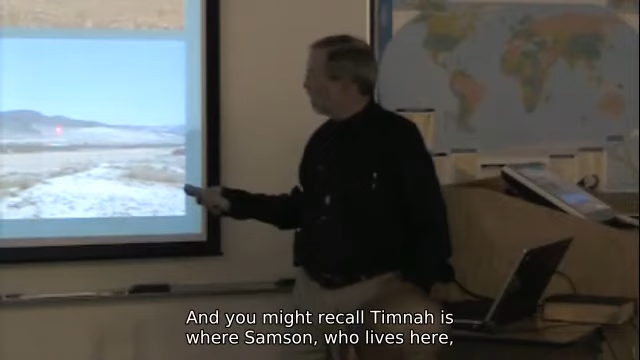 And you might recall Timnah is
where Samson, who lives here,